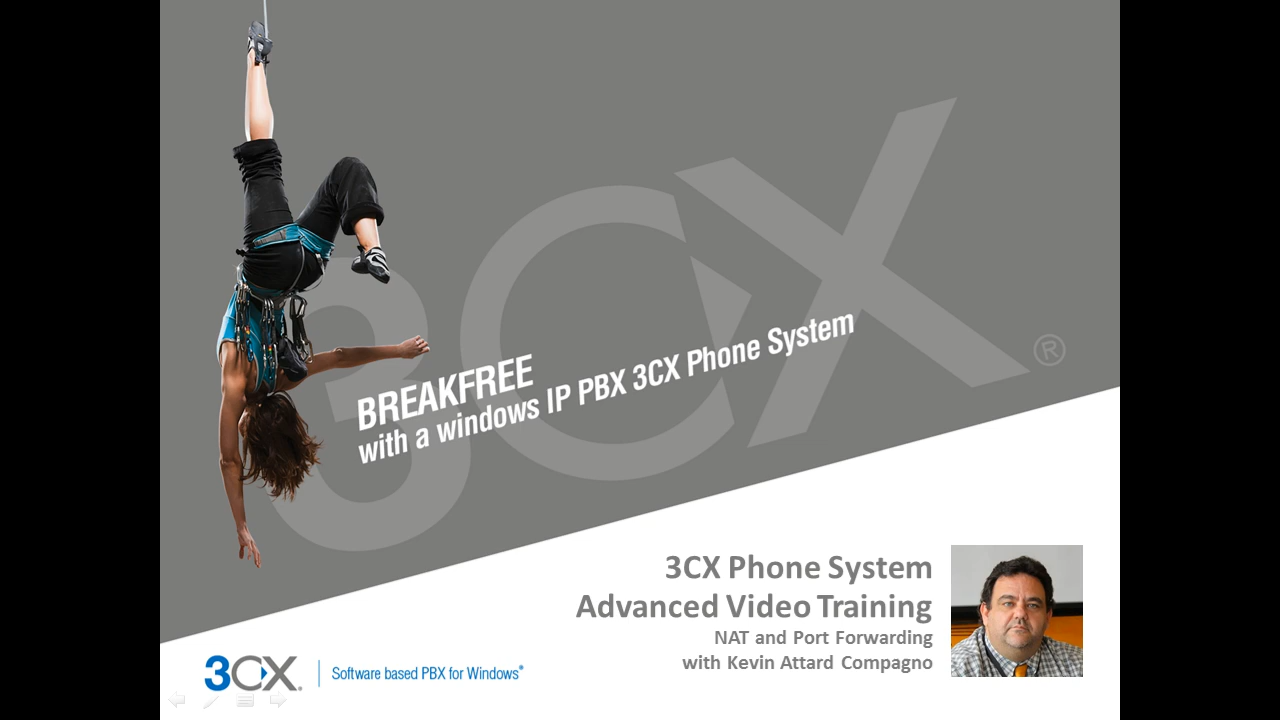 3CX®
BREAKFREE
with a windows IP PBX 3CX Phone System
3CX Phone System
Advanced Video Training
NAT and Port Forwarding
with Kevin Attard Compagno
3CX®
Software based PBX for Windows®